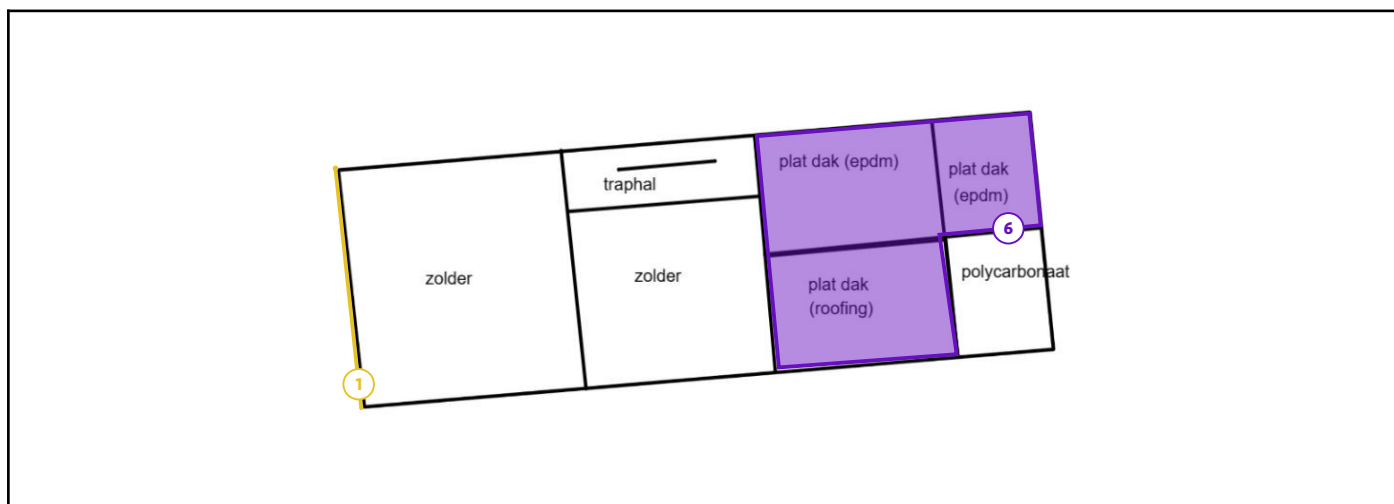 plat dak (epdm)
plat dak
(epdm)
traphal
6
zolder
zolder
plat dak
(roofing)
polycarbonaat
1